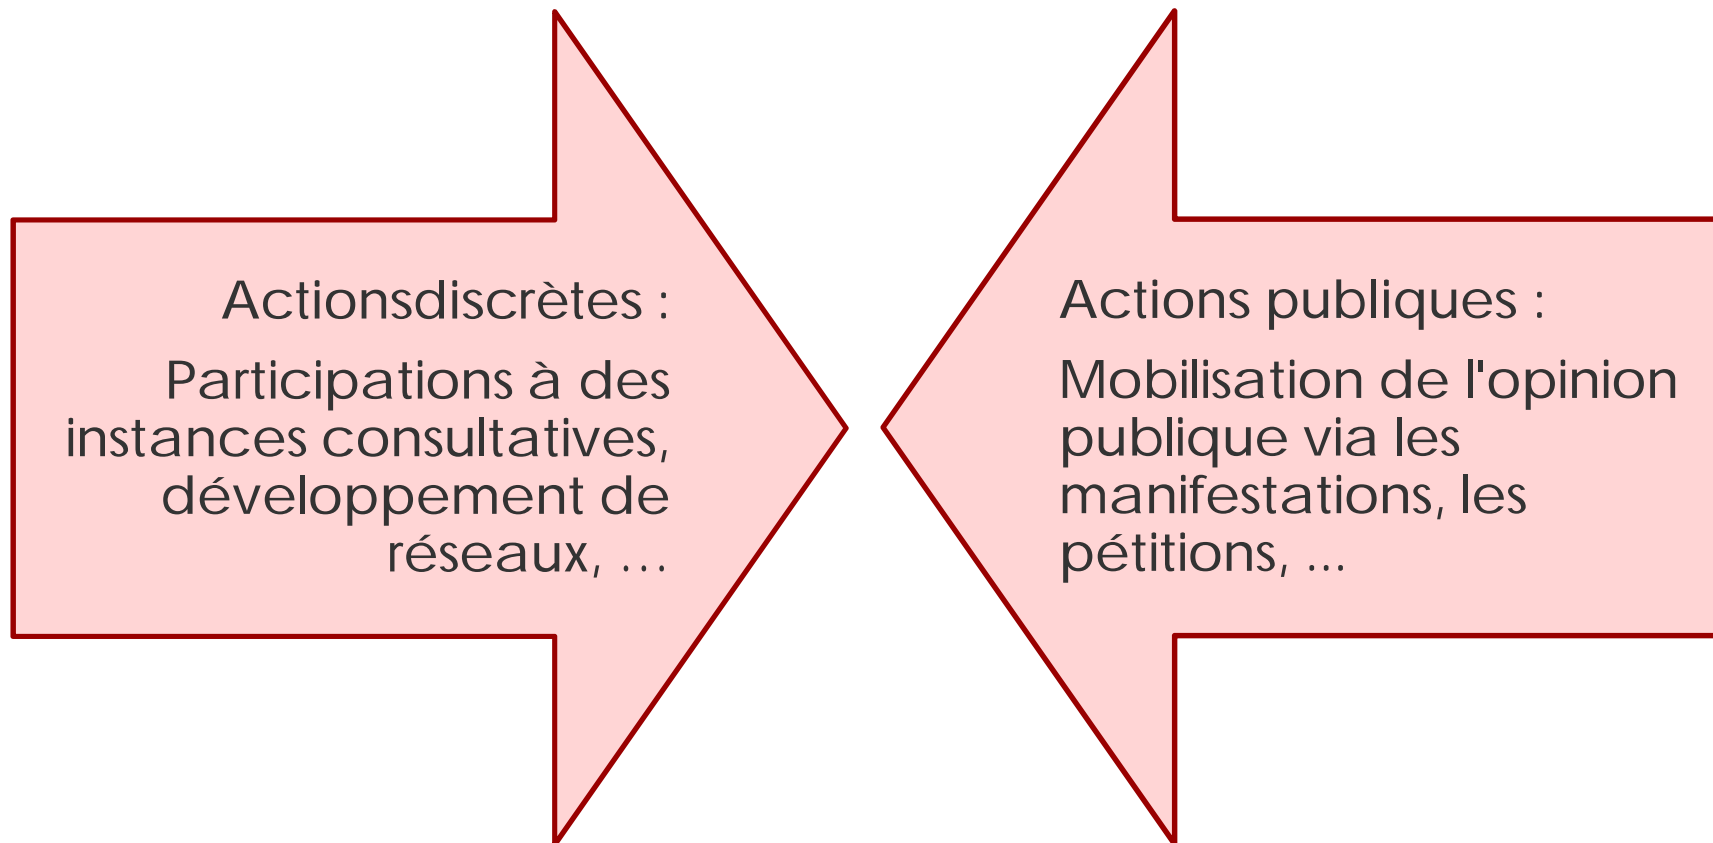 Actionsdiscrètes :
Participations à des
instances consultatives,
développement de
réseaux, …
Actions publiques :
Mobilisation de l'opinion
publique via les
manifestations, les
pétitions, ...